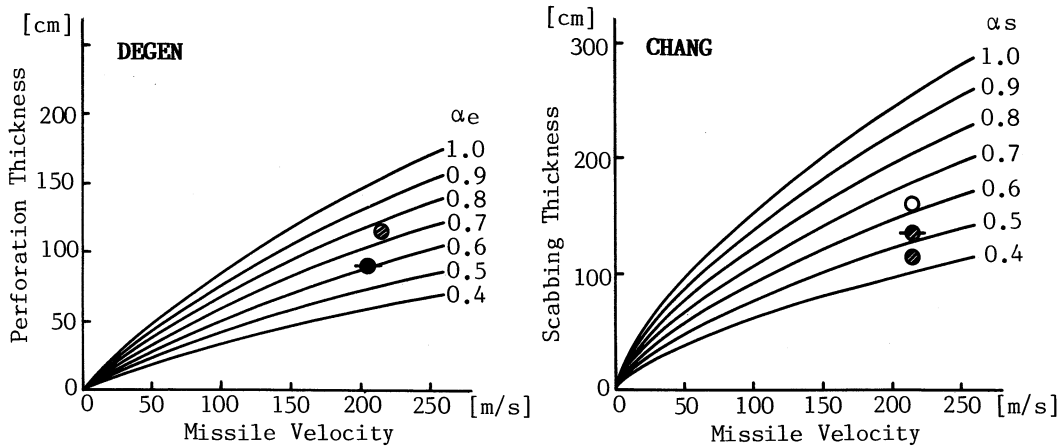 [cm]
DEGEN
Perforation Thickness
200
150
100
50
0
αe
1.0
0.9
0.8
0.7
0.6
0.5
0.4
0 50 100 150 200 250 [m/s]
Missile Velocity
[cm]
CHANG
Scabbing Thickness
300
200
100
0
αs
1.0
0.9
0.8
0.7
0.6
0.5
0.4
0 50 100 150 200 250 [m/s]
Missile Velocity